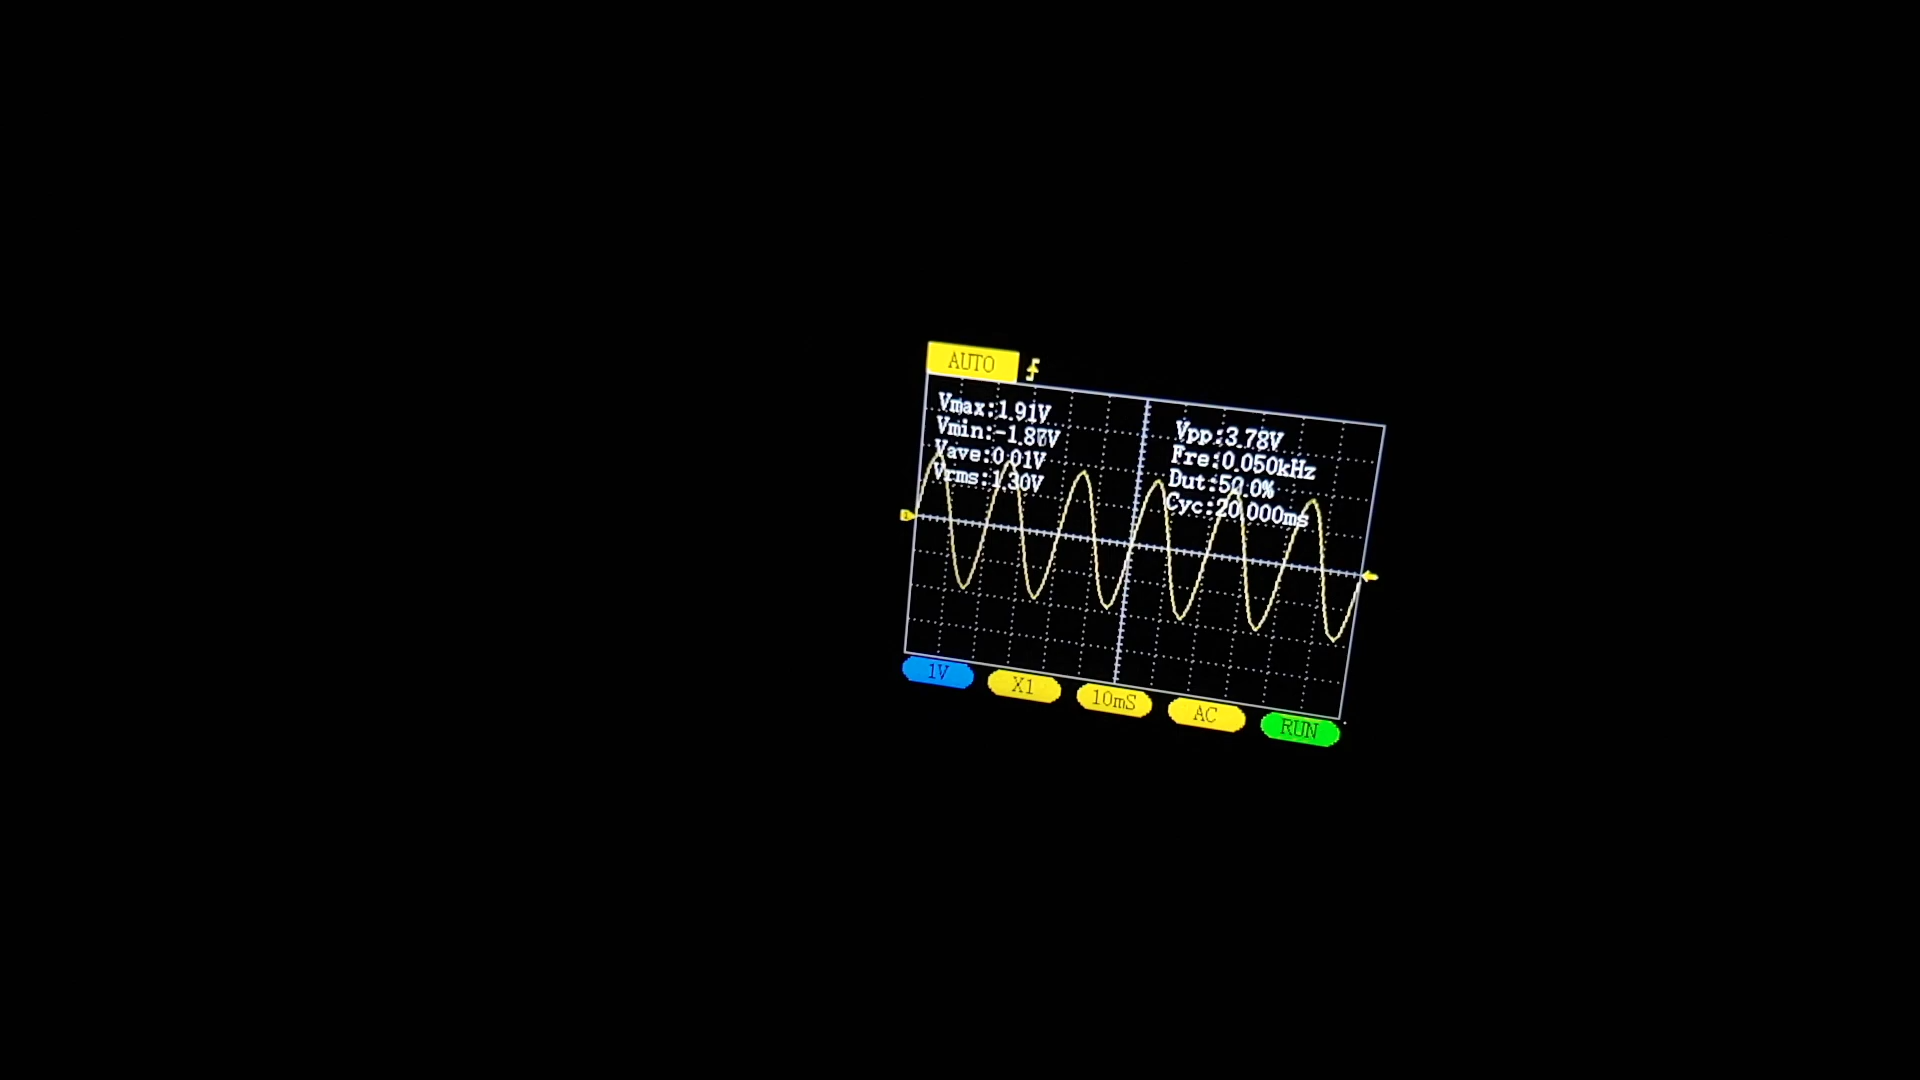 AUTO
Vmax:1.91V
Vmin:-1.87V
Vave:0.01V
Vrms:1.30V
Vpp:3.78V
Fre:0.050kHz
Dut:50.0%
Cyc:20.000ms
1V
X1
10mS
AC
RUN